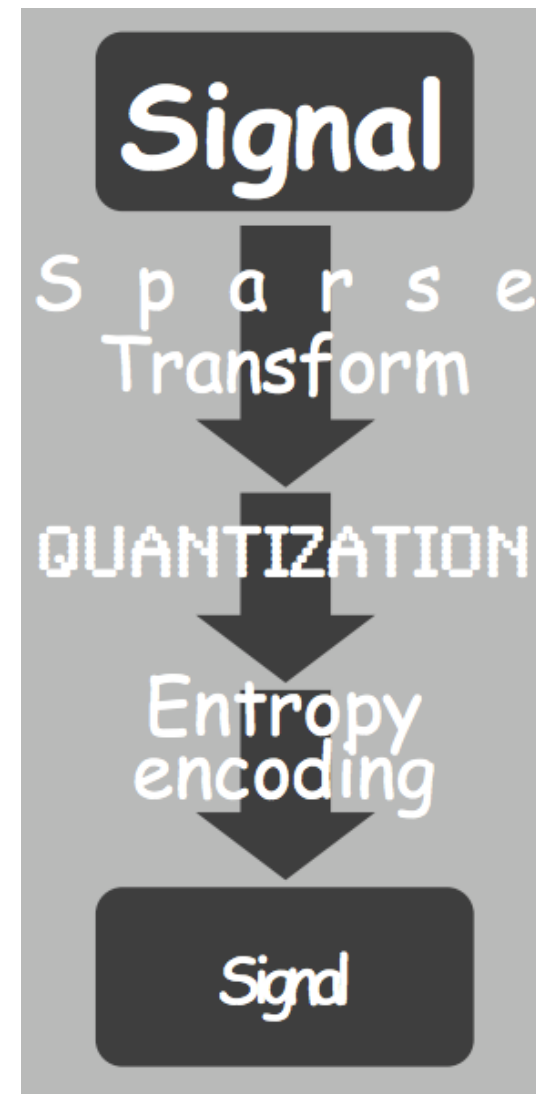 Signal
S p a r s e
Transform
QUANTIZATION
Entropy
encoding
Signal